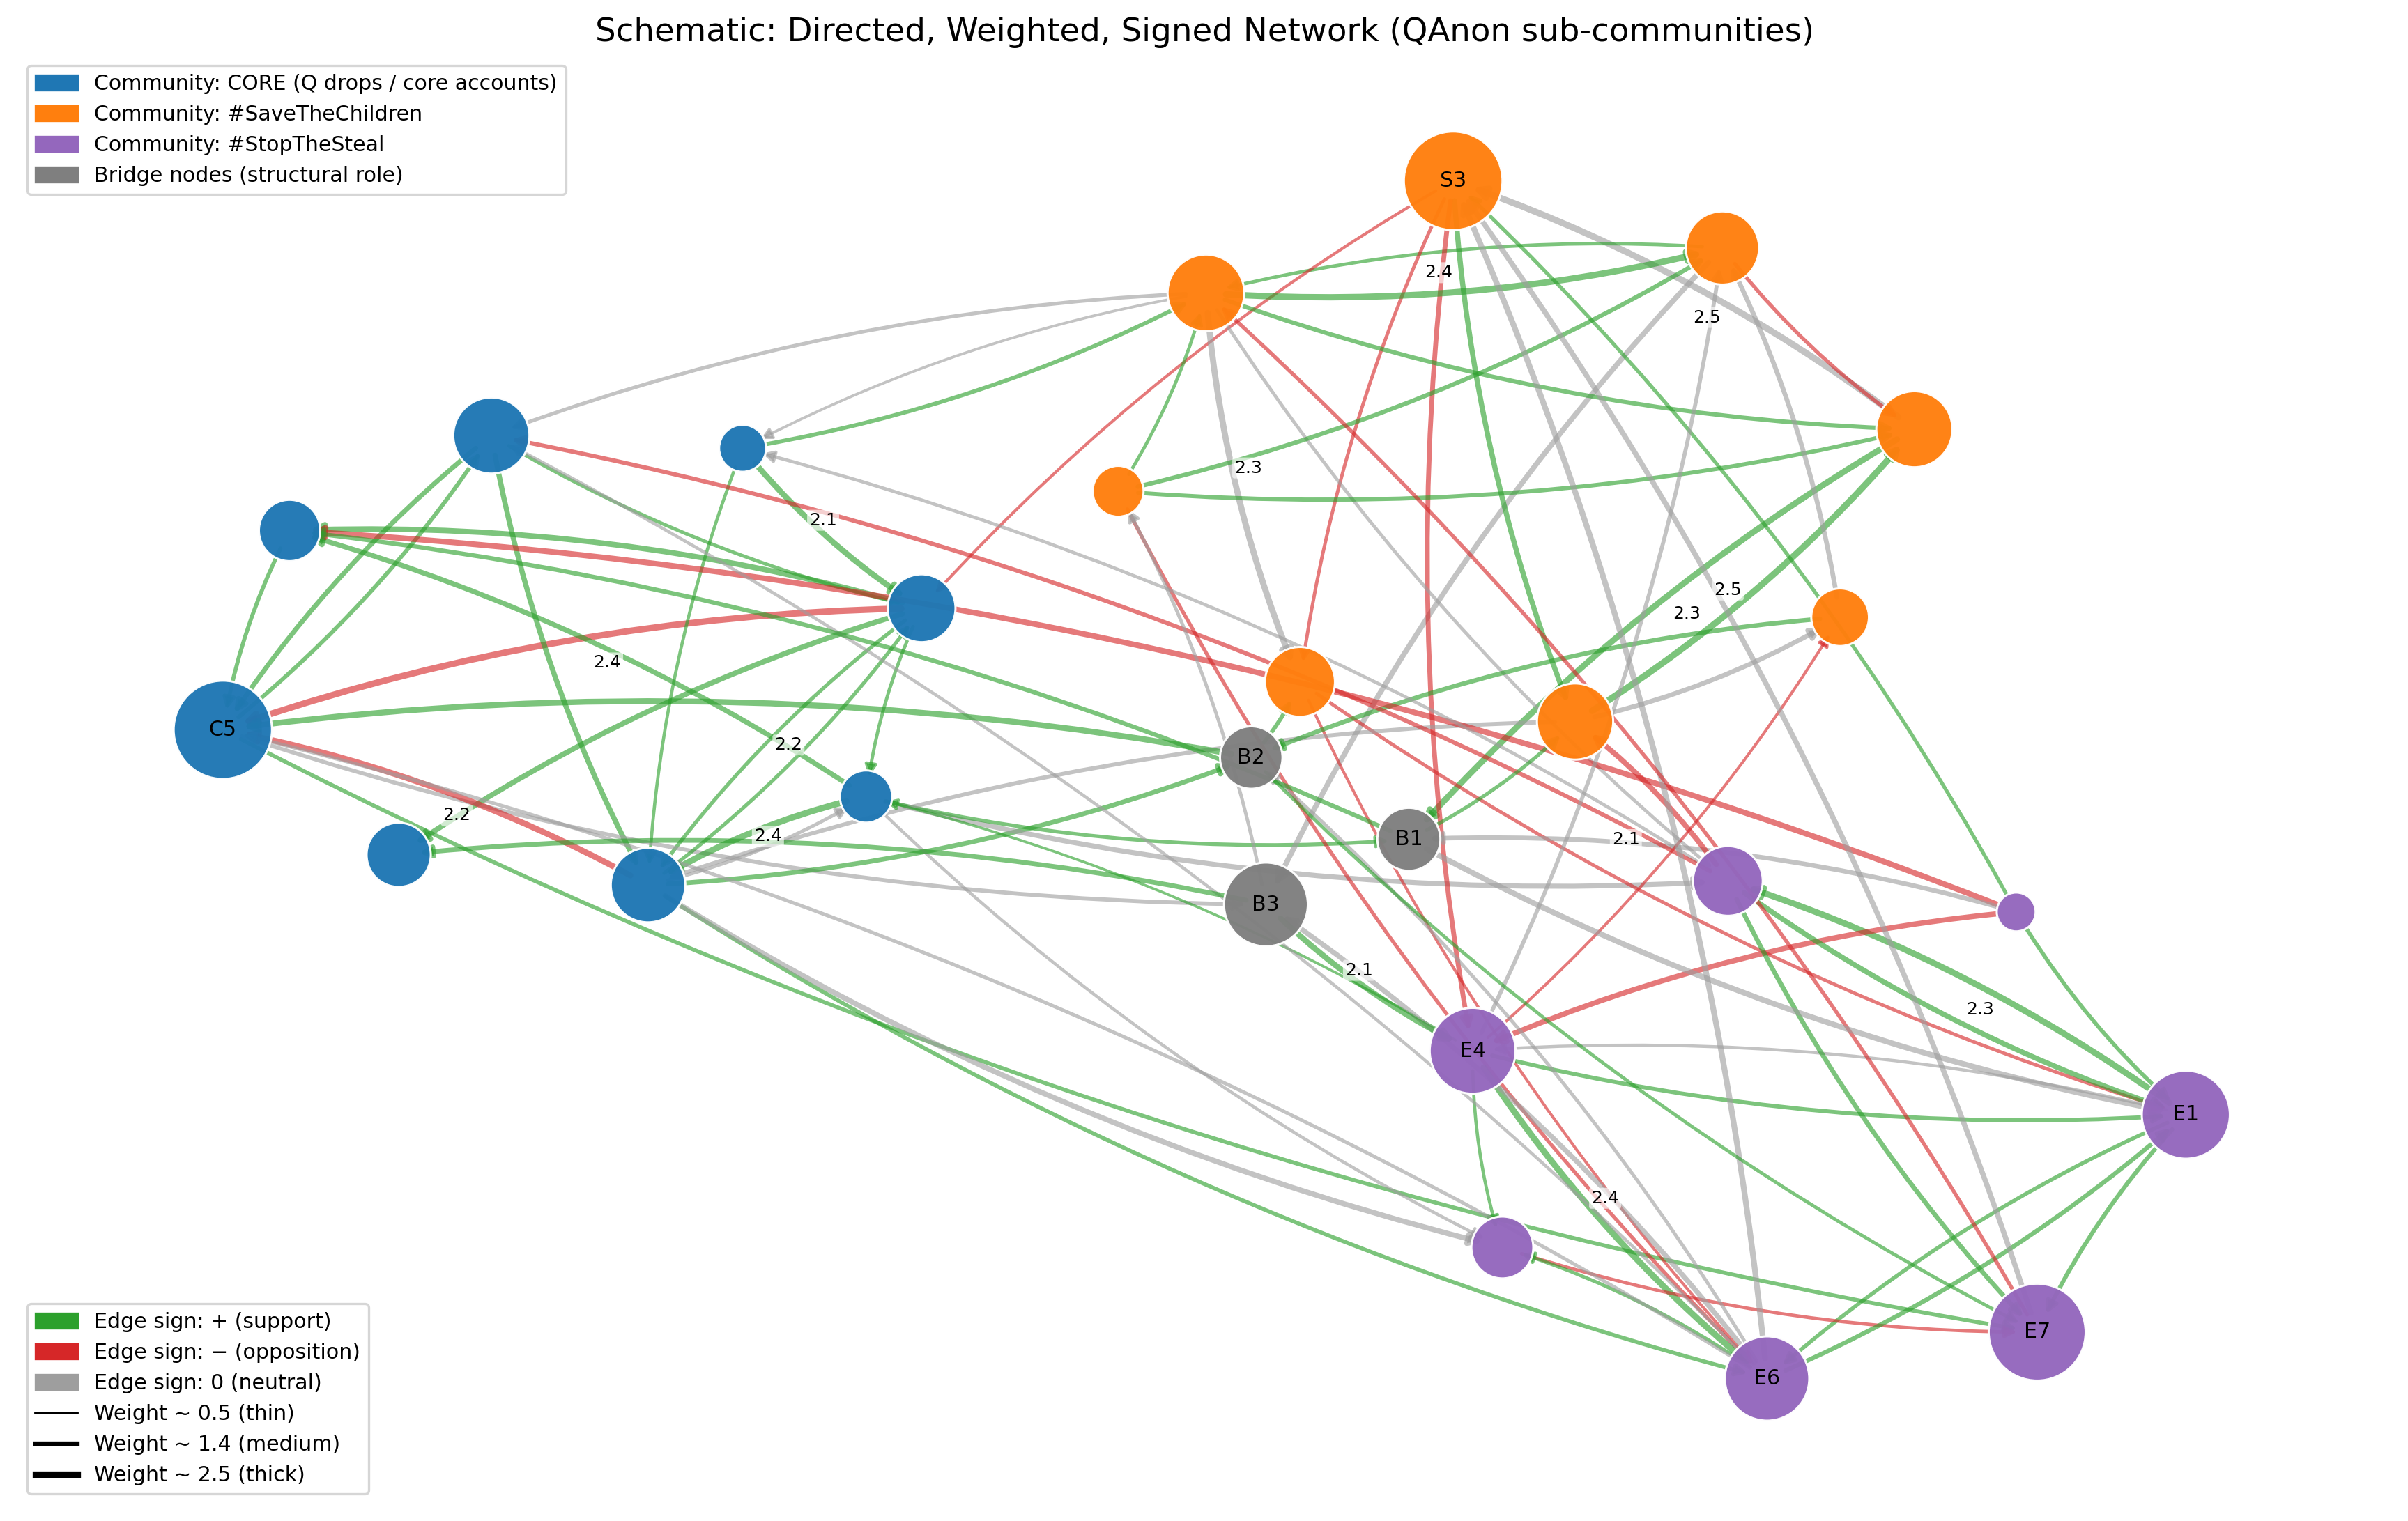 Schematic: Directed, Weighted, Signed Network (QAnon sub-communities)
Community: CORE (Q drops / core accounts)
Community: #SaveTheChildren
Community: #StopTheSteal
Bridge nodes (structural role)
S3
2.4
2.5
2.3
2.1
2.5
2.3
2.4
C5
2.2
B2
2.2
2.4
B1
2.1
B3
2.1
2.3
E4
E1
2.4
E7
E6
Edge sign: + (support)
Edge sign: − (opposition)
Edge sign: 0 (neutral)
Weight ~ 0.5 (thin)
Weight ~ 1.4 (medium)
Weight ~ 2.5 (thick)